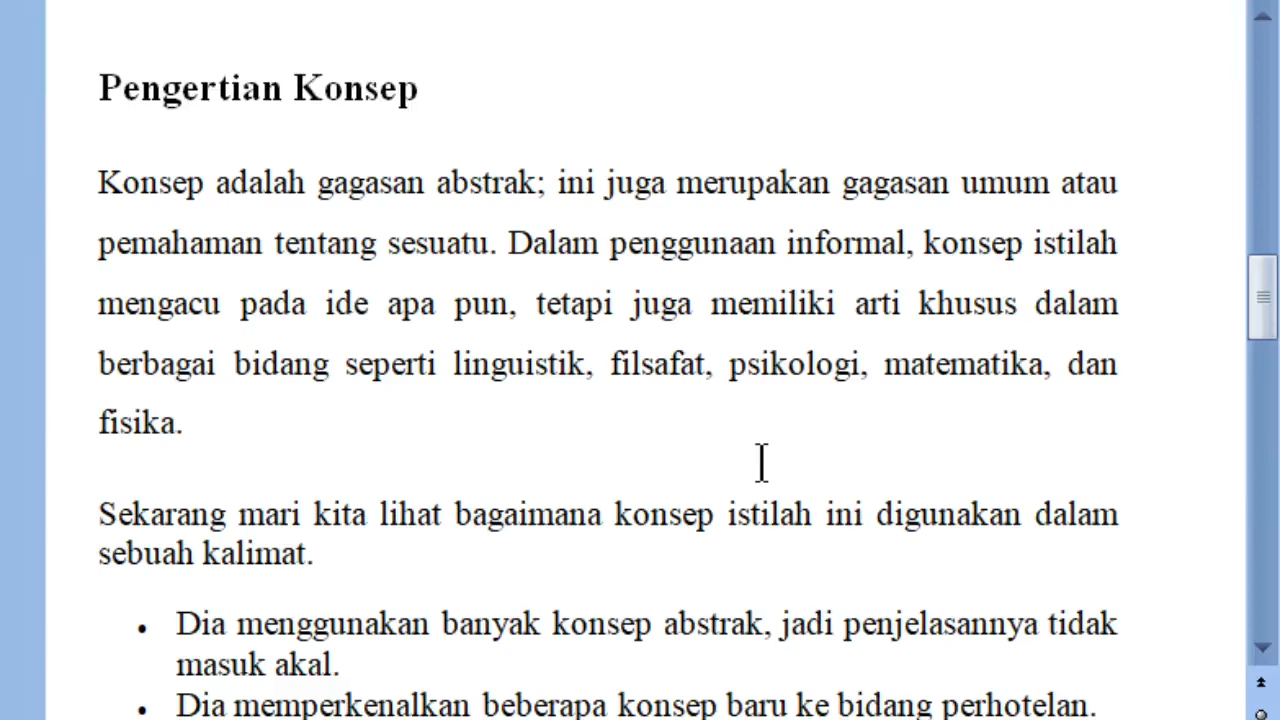 Pengertian Konsep
Konsep adalah gagasan abstrak; ini juga merupakan gagasan umum atau
pemahaman tentang sesuatu. Dalam penggunaan informal, konsep istilah
mengacu pada ide apa pun, tetapi juga memiliki arti khusus dalam
berbagai bidang seperti linguistik, filsafat, psikologi, matematika, dan
fisika.
Sekarang mari kita lihat bagaimana konsep istilah ini digunakan dalam
sebuah kalimat.
• Dia menggunakan banyak konsep abstrak, jadi penjelasannya tidak
masuk akal.
• Dia memperkenalkan beberapa konsep baru ke bidang perhotelan.